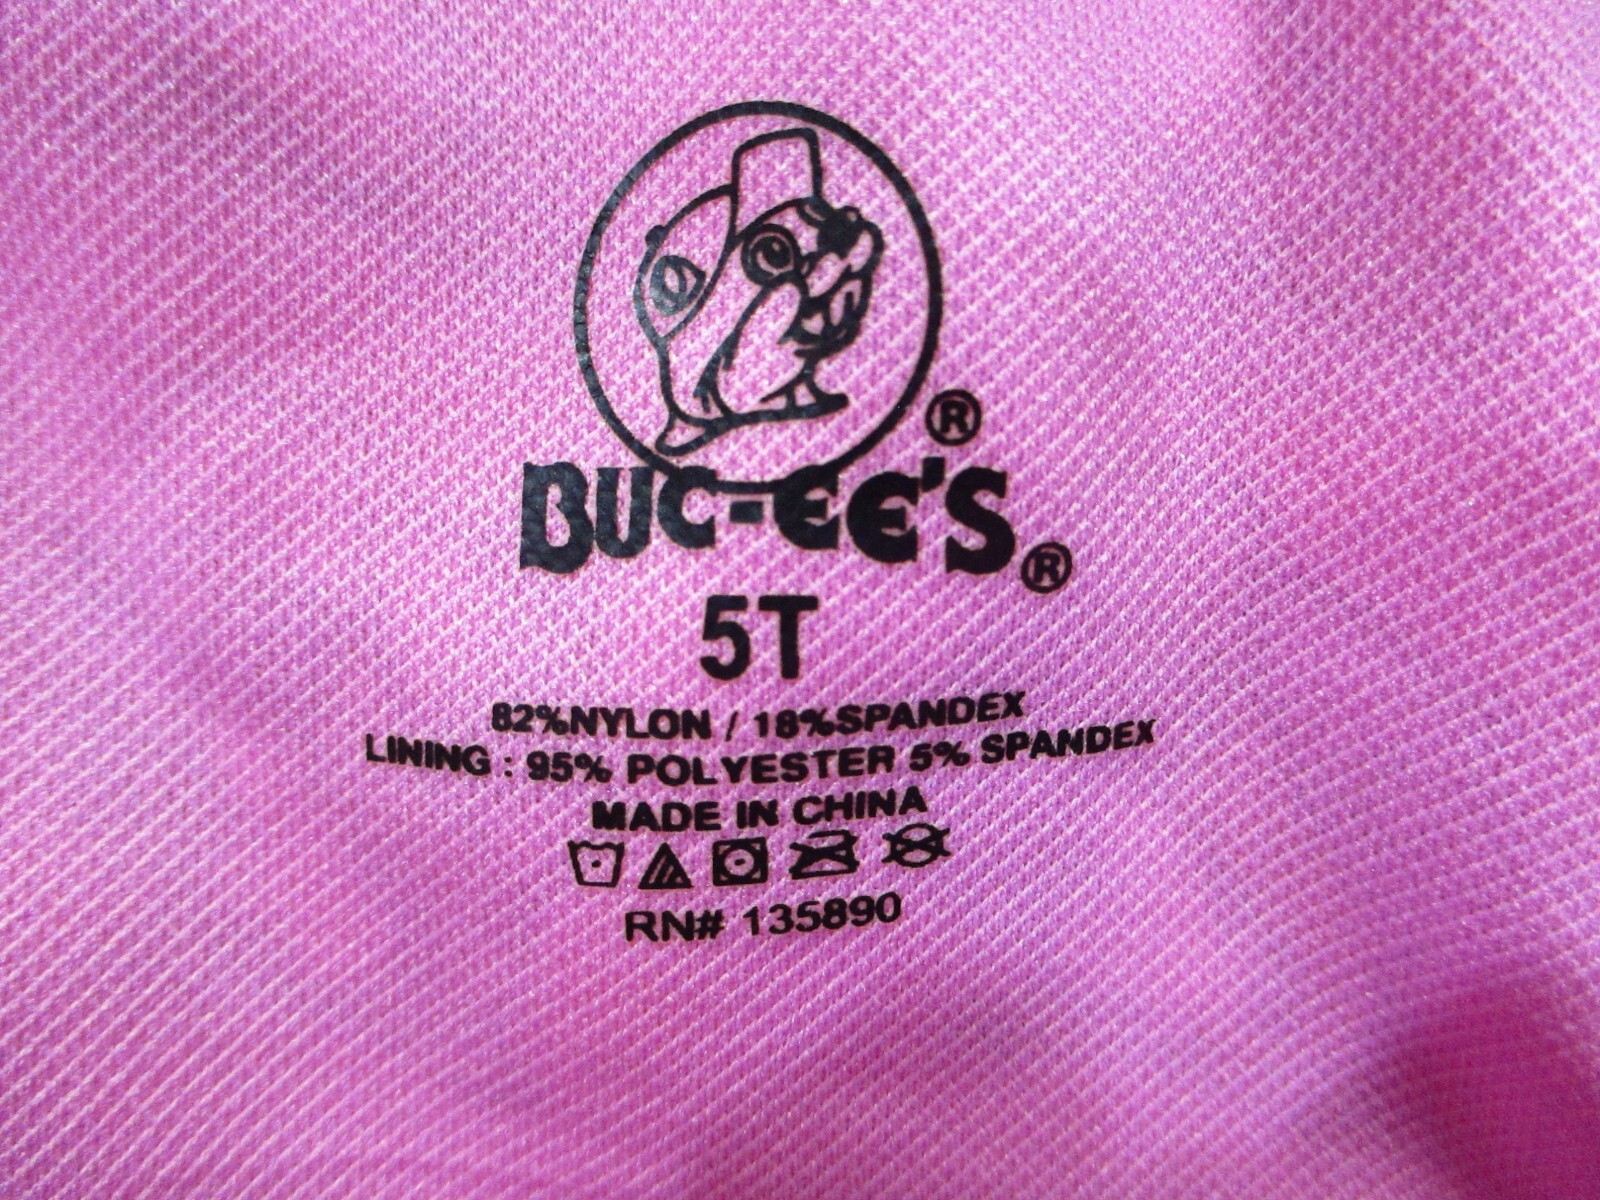 ®
BUC-EE'S®
5T
82%NYLON / 18%SPANDEX
LINING : 95% POLYESTER 5% SPANDEX
MADE IN CHINA
RN# 135890